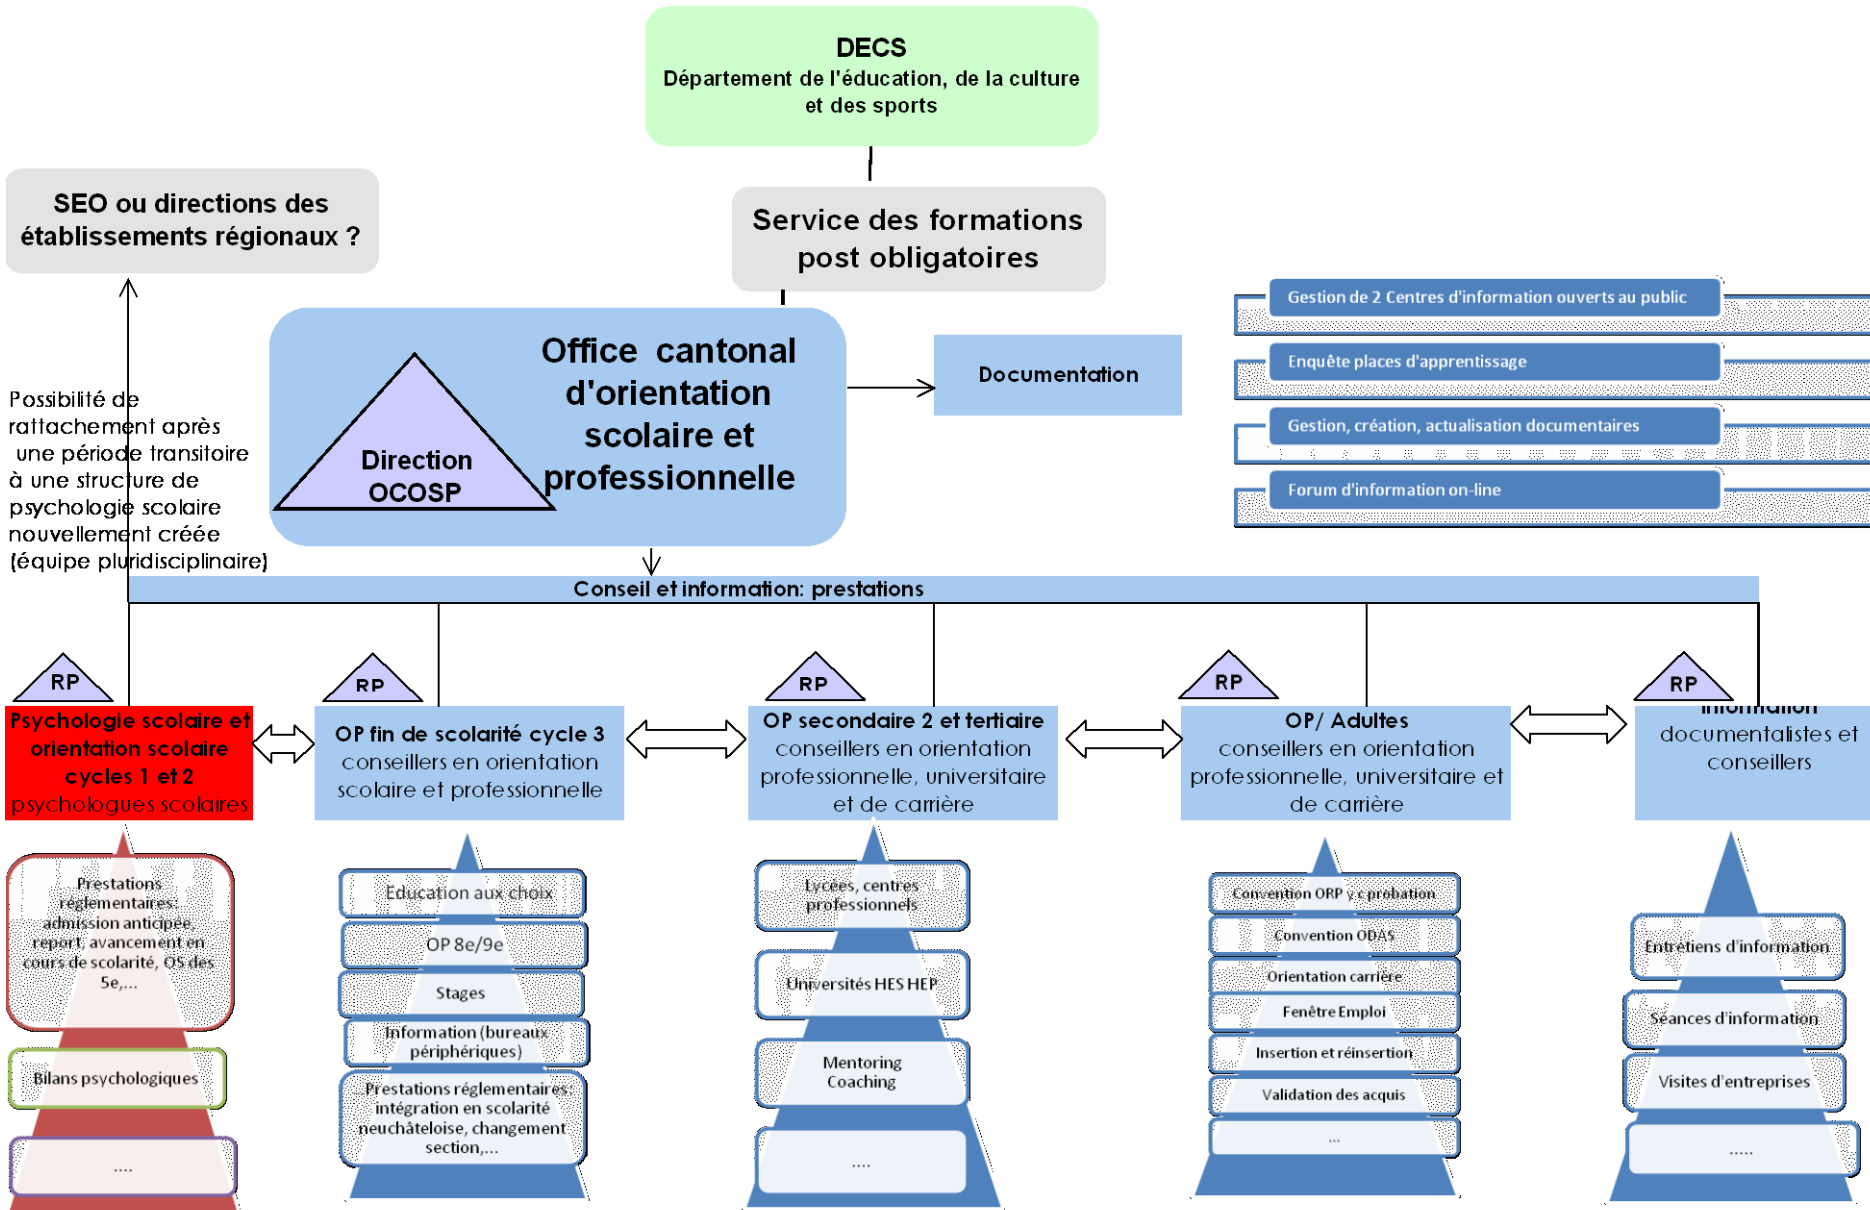 DECS
Département de l'éducation, de la culture
et des sports
SEO ou directions des
établissements régionaux ?
Service des formations
post obligatoires
Gestion de 2 Centres d'information ouverts au public
Enquête places d'apprentissage
Gestion, création, actualisation documentaires
Forum d'information on-line
Office cantonal
d'orientation
scolaire et
professionnelle
Direction
OCOSP
Documentation
Possibilité de
rattachement après
une période transitoire
à une structure de
psychologie scolaire
nouvellement créée
(équipe pluridisciplinaire)
Conseil et information: prestations
RP
RP
RP
RP
RP
Psychologie scolaire et
orientation scolaire
cycles 1 et 2
psychologues scolaires
OP fin de scolarité cycle 3
conseillers en orientation
scolaire et professionnelle
OP secondaire 2 et tertiaire
conseillers en orientation
professionnelle, universitaire
et de carrière
OP/ Adultes
conseillers en orientation
professionnelle, universitaire et
de carrière
Information
documentalistes et
conseillers
Prestations
réglementaires:
admission anticipée,
report, avancement en
cours de scolarité, OS des
5e,...
Bilans psychologiques
....
Education aux choix
OP 8e/9e
Stages
Information (bureaux
périphériques)
Prestations réglementaires:
intégration en scolarité
neuchâteloise, changement
section,...
Lycées, centres
professionnels
Universités HES HEP
Mentoring
Coaching
....
Convention ORP y c probation
Convention ODAS
Orientation carrière
Fenêtre Emploi
Insertion et réinsertion
Validation des acquis
...
Entretiens d'information
Séances d'information
Visites d'entreprises
.....